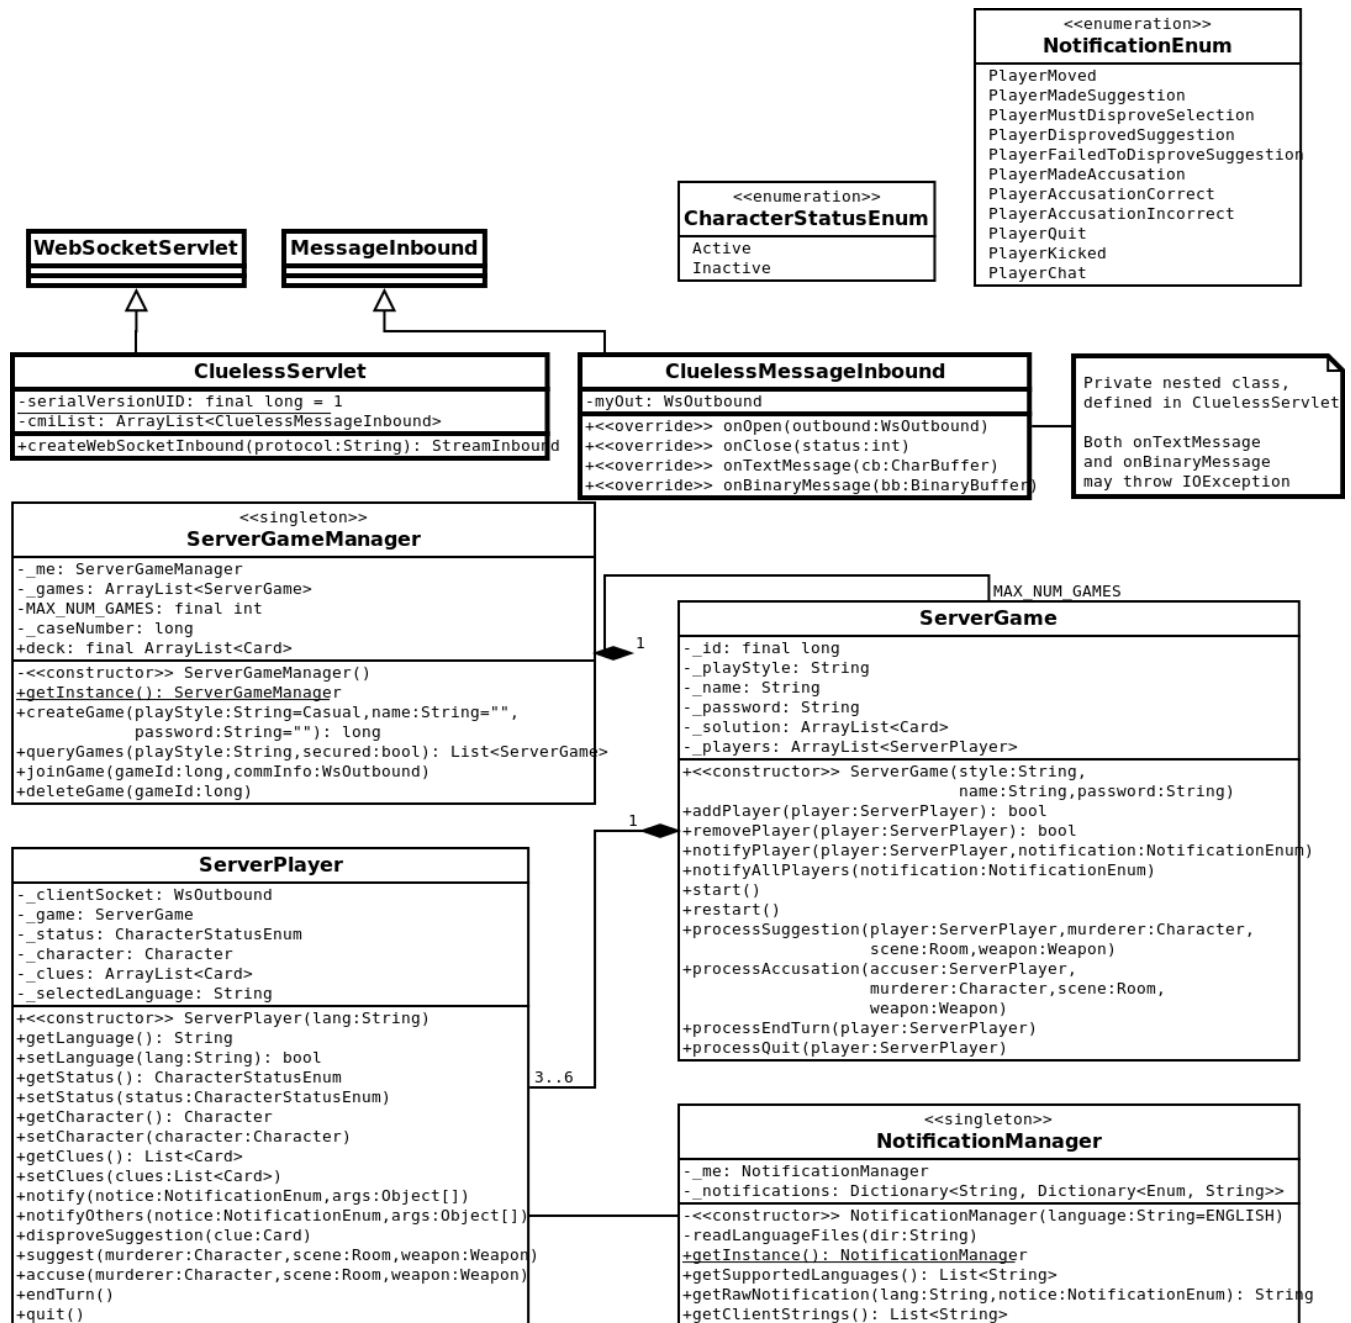 <<enumeration>>
NotificationEnum
PlayerMoved
PlayerMadeSuggestion
PlayerMustDisproveSelection
PlayerDisprovedSuggestion
PlayerFailedToDisproveSuggestion
PlayerMadeAccusation
PlayerAccusationCorrect
PlayerAccusationIncorrect
PlayerQuit
PlayerKicked
PlayerChat
<<enumeration>>
CharacterStatusEnum
Active
Inactive
WebSocketServlet
MessageInbound
CluelessServlet
-serialVersionUID: final long = 1
-cmiList: ArrayList<CluelessMessageInbound>
+createWebSocketInbound(protocol:String): StreamInbound
CluelessMessageInbound
-myOut: WsOutbound
+<<override>> onOpen(outbound:WsOutbound)
+<<override>> onClose(status:int)
+<<override>> onTextMessage(cb:CharBuffer)
+<<override>> onBinaryMessage(bb:BinaryBuffer)
Private nested class,
defined in CluelessServlet
Both onTextMessage
and onBinaryMessage
may throw IOException
<<singleton>>
ServerGameManager
-_me: ServerGameManager
-_games: ArrayList<ServerGame>
-MAX_NUM_GAMES: final int
-_caseNumber: long
+deck: final ArrayList<Card>
-<<constructor>> ServerGameManager()
+getInstance(): ServerGameManager
+createGame(playStyle:String=Casual,name:String="",
password:String=""): long
+queryGames(playStyle:String,secured:bool): List<ServerGame>
+joinGame(gameId:long,commInfo:WsOutbound)
+deleteGame(gameId:long)
1
MAX_NUM_GAMES
ServerGame
-_id: final long
-_playStyle: String
-_name: String
-_password: String
-_solution: ArrayList<Card>
-_players: ArrayList<ServerPlayer>
+<<constructor>> ServerGame(style:String,
name:String,password:String)
+addPlayer(player:ServerPlayer): bool
+removePlayer(player:ServerPlayer): bool
+notifyPlayer(player:ServerPlayer,notification:NotificationEnum)
+notifyAllPlayers(notification:NotificationEnum)
+start()
+restart()
+processSuggestion(player:ServerPlayer,murderer:Character,
scene:Room,weapon:Weapon)
+processAccusation(accuser:ServerPlayer,
murderer:Character,scene:Room,
weapon:Weapon)
+processEndTurn(player:ServerPlayer)
+processQuit(player:ServerPlayer)
1
3..6
ServerPlayer
-_clientSocket: WsOutbound
-_game: ServerGame
-_status: CharacterStatusEnum
-_character: Character
-_clues: ArrayList<Card>
-_selectedLanguage: String
+<<constructor>> ServerPlayer(lang:String)
+getLanguage(): String
+setLanguage(lang:String): bool
+getStatus(): CharacterStatusEnum
+setStatus(status:CharacterStatusEnum)
+getCharacter(): Character
+setCharacter(character:Character)
+getClues(): List<Card>
+setClues(clues:List<Card>)
+notify(notice:NotificationEnum,args:Object[])
+notifyOthers(notice:NotificationEnum,args:Object[])
+disproveSuggestion(clue:Card)
+suggest(murderer:Character,scene:Room,weapon:Weapon)
+accuse(murderer:Character,scene:Room,weapon:Weapon)
+endTurn()
+quit()
<<singleton>>
NotificationManager
-_me: NotificationManager
-_notifications: Dictionary<String, Dictionary<Enum, String>>
-<<constructor>> NotificationManager(language:String=ENGLISH)
-readLanguageFiles(dir:String)
+getInstance(): NotificationManager
+getSupportedLanguages(): List<String>
+getRawNotification(lang:String,notice:NotificationEnum): String
+getClientStrings(): List<String>